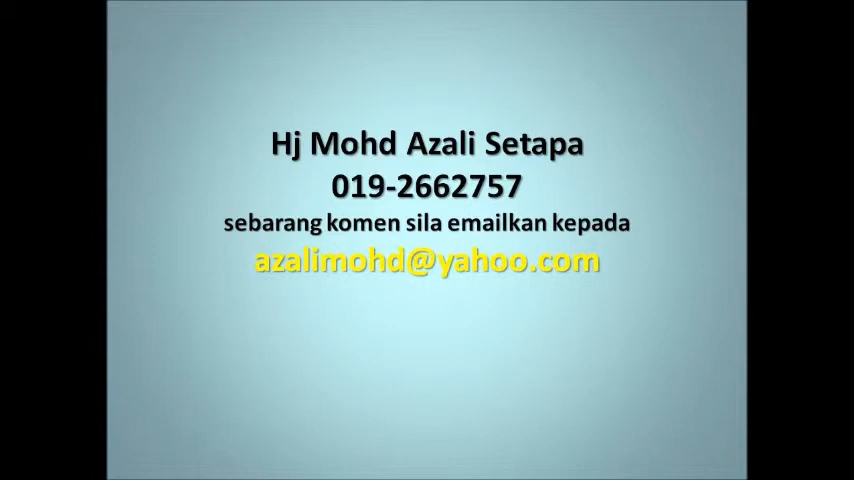 Hj Mohd Azali Setapa
019-2662757
sebarang komen sila emailkan kepada
azalimohd@yahoo.com